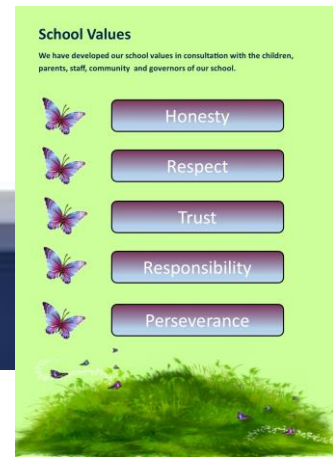 School Values
We have developed our school values in consultation with the children,
parents, staff, community and governors of our school.
Honesty
Respect
Trust
Responsibility
Perseverance